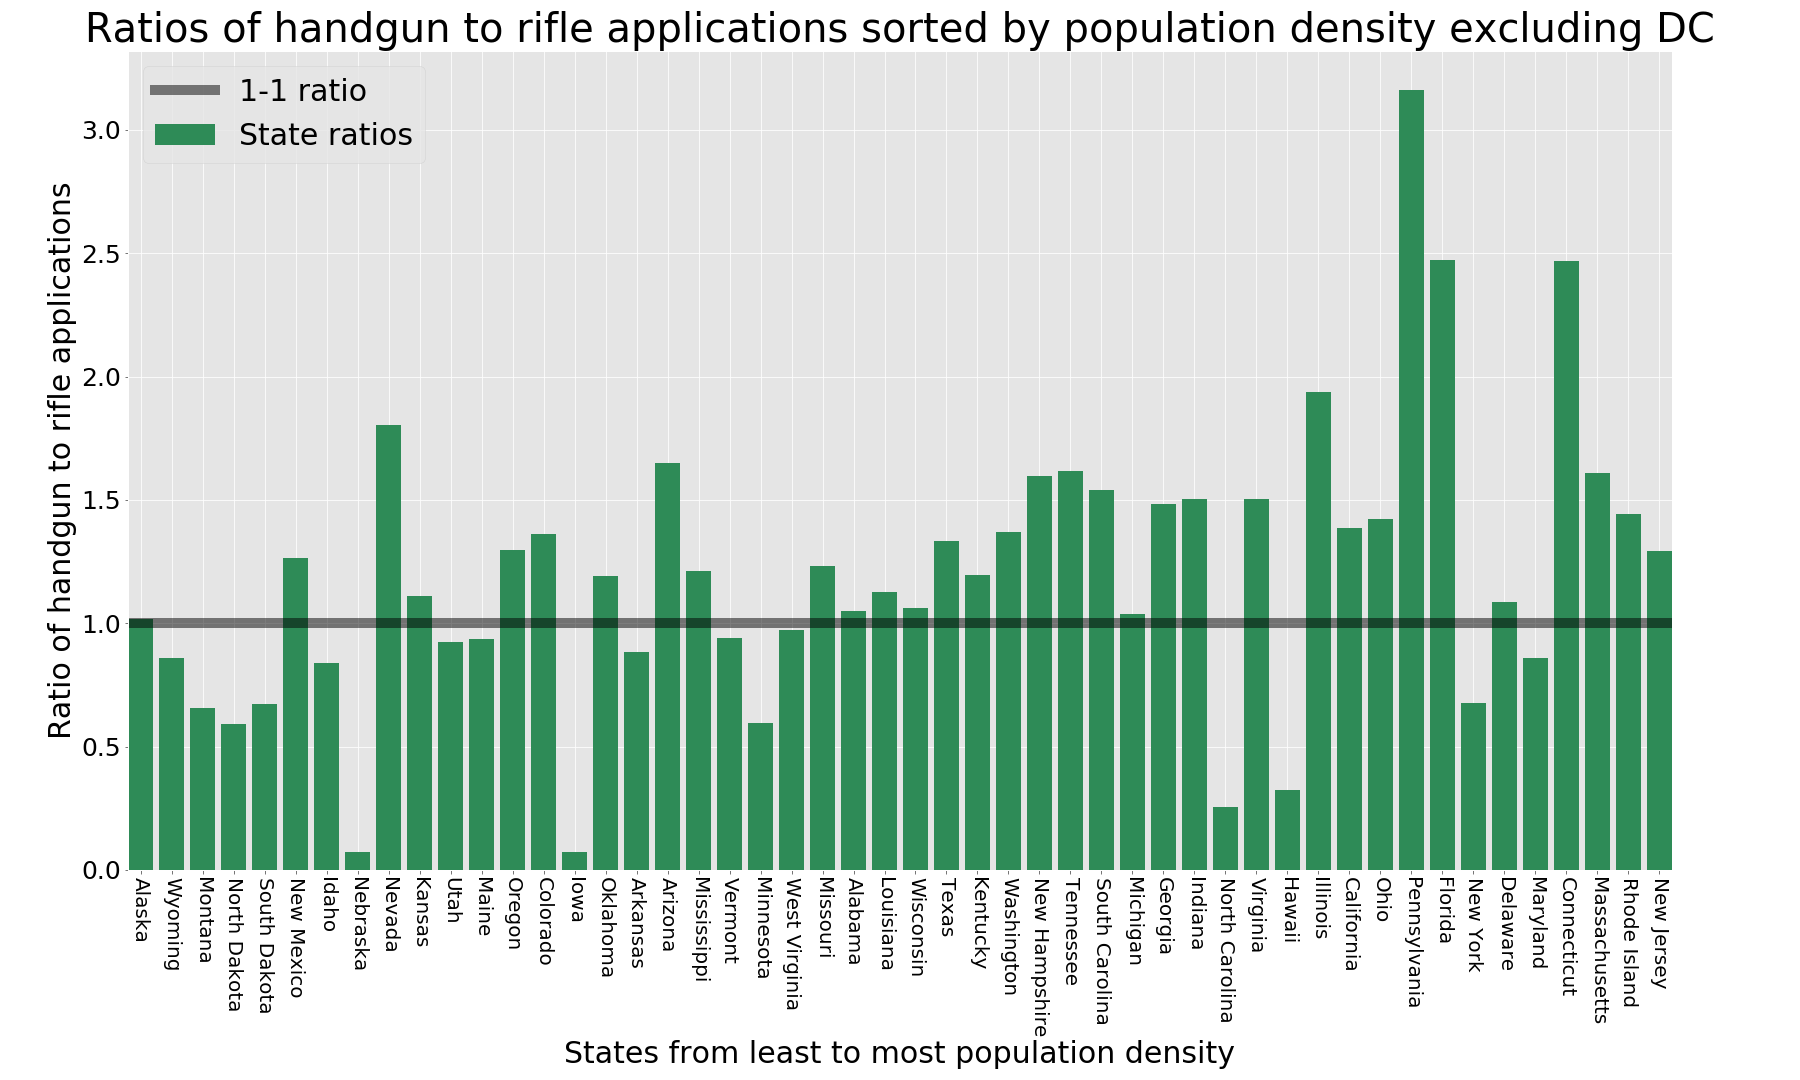 Ratios of handgun to rifle applications sorted by population density excluding DC
1-1 ratio
State ratios
Ratio of handgun to rifle applications
3.0
2.5
2.0
1.5
1.0
0.5
0.0
Alaska
Wyoming
Montana
North Dakota
South Dakota
New Mexico
Idaho
Nebraska
Nevada
Kansas
Utah
Maine
Oregon
Colorado
Iowa
Oklahoma
Arkansas
Arizona
Mississippi
Vermont
Minnesota
West Virginia
Missouri
Alabama
Louisiana
Wisconsin
Texas
Kentucky
Washington
New Hampshire
Tennessee
South Carolina
Michigan
Georgia
Indiana
North Carolina
Virginia
Hawaii
Illinois
California
Ohio
Pennsylvania
Florida
New York
Delaware
Maryland
Connecticut
Massachusetts
Rhode Island
New Jersey
States from least to most population density